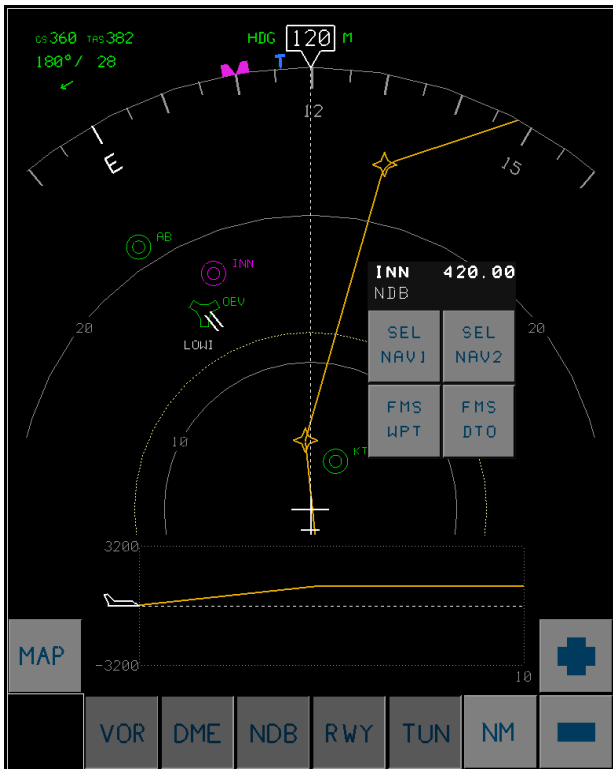 GS360 TAS382
HDG 120 M
180°/ 28
T
12
E
15
AB
INN
OEV
LOWI
INN 420.00
NDB
SEL NAV1
SEL NAV2
FMS WPT
FMS DTO
20
20
10
KT
3200
-3200
10
MAP
VOR DME NDB RWY TUN NM